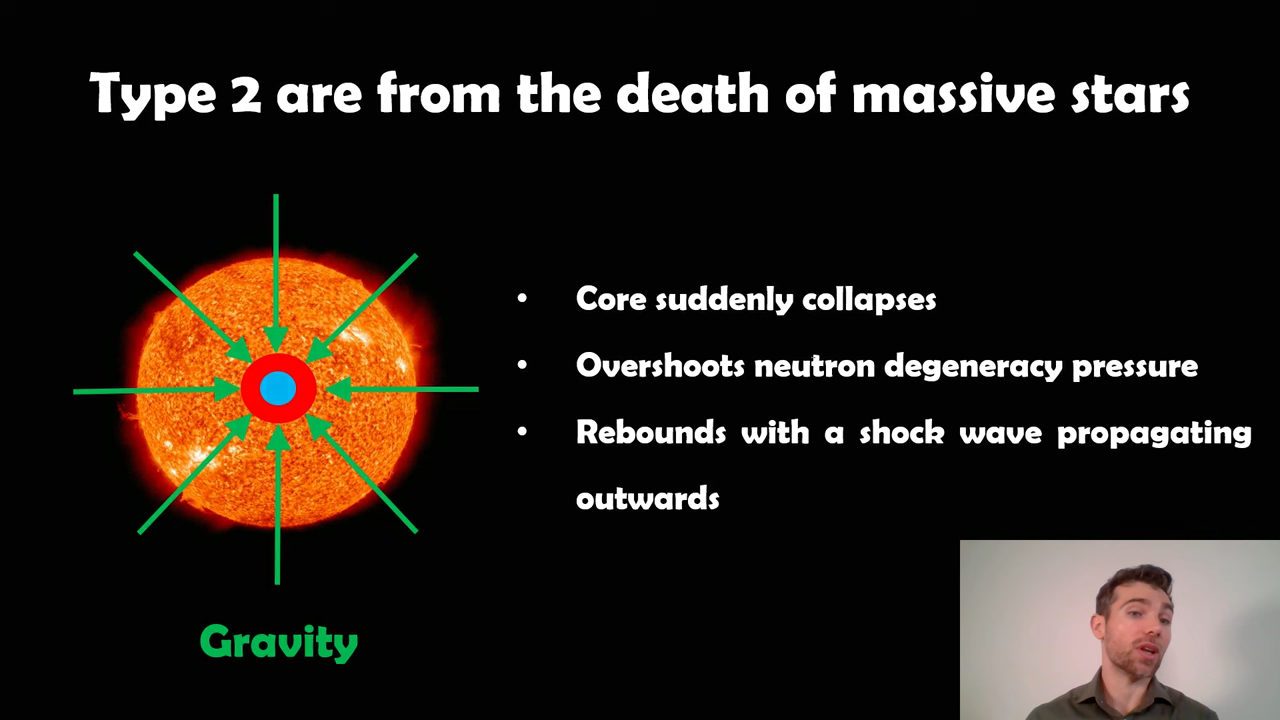 Type 2 are from the death of massive stars
• Core suddenly collapses
• Overshoots neutron degeneracy pressure
• Rebounds with a shock wave propagating
outwards
Gravity